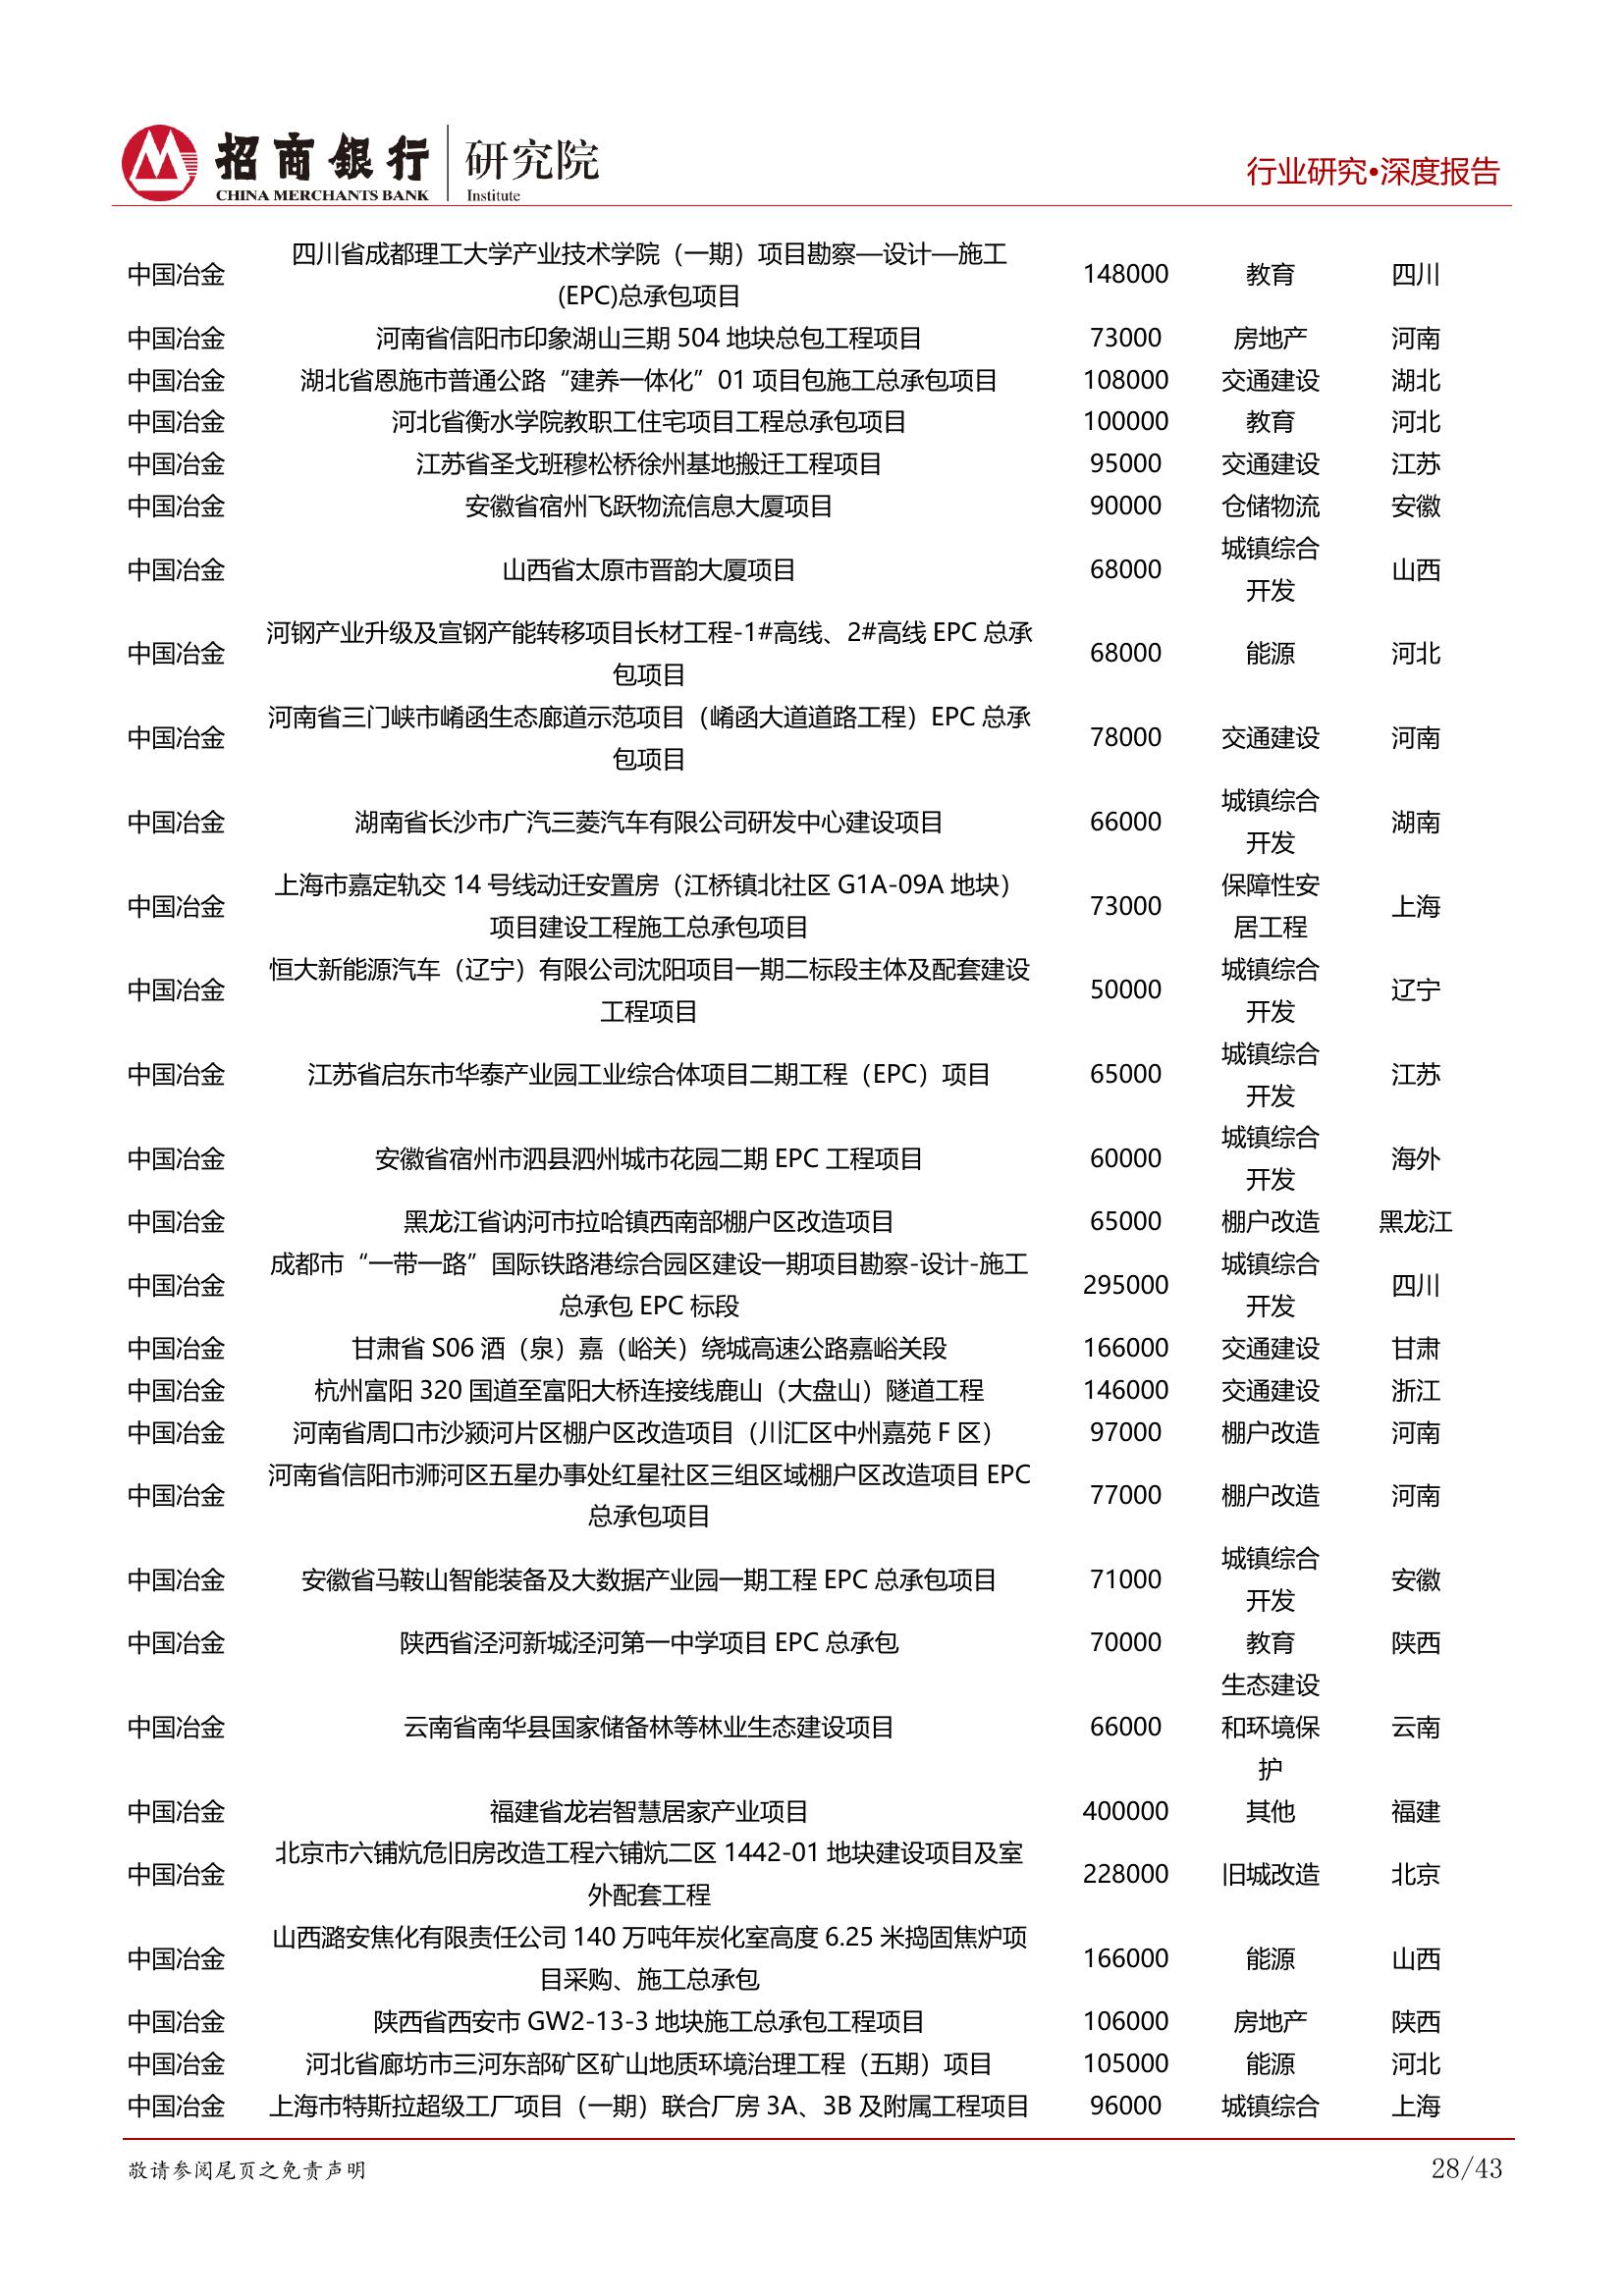 招商银行 研究院
CHINA MERCHANTS BANK Institute
行业研究•深度报告
中国冶金 四川省成都理工大学产业技术学院（一期）项目勘察—设计—施工 148000 教育 四川
(EPC)总承包项目
中国冶金 河南省信阳市印象湖山三期 504 地块总包工程项目 73000 房地产 河南
中国冶金 湖北省恩施市普通公路“建养一体化”01 项目包施工总承包项目 108000 交通建设 湖北
中国冶金 河北省衡水学院教职工住宅项目工程总承包项目 100000 教育 河北
中国冶金 江苏省圣戈班穆松桥徐州基地搬迁工程项目 95000 交通建设 江苏
中国冶金 安徽省宿州飞跃物流信息大厦项目 90000 仓储物流 安徽
中国冶金 山西省太原市晋韵大厦项目 68000 城镇综合 山西
开发
中国冶金 河钢产业升级及宣钢产能转移项目长材工程-1#高线、2#高线 EPC 总承 68000 能源 河北
包项目
中国冶金 河南省三门峡市崤函生态廊道示范项目（崤函大道道路工程）EPC 总承 78000 交通建设 河南
包项目
中国冶金 湖南省长沙市广汽三菱汽车有限公司研发中心建设项目 66000 城镇综合 湖南
开发
中国冶金 上海市嘉定轨交 14 号线动迁安置房（江桥镇北社区 G1A-09A 地块） 73000 保障性安 上海
项目建设工程施工总承包项目 居工程
中国冶金 恒大新能源汽车（辽宁）有限公司沈阳项目一期二标段主体及配套建设 50000 城镇综合 辽宁
工程项目 开发
中国冶金 江苏省启东市华泰产业园工业综合体项目二期工程（EPC）项目 65000 城镇综合 江苏
开发
中国冶金 安徽省宿州市泗县泗州城市花园二期 EPC 工程项目 60000 城镇综合 海外
开发
中国冶金 黑龙江省讷河市拉哈镇西南部棚户区改造项目 65000 棚户改造 黑龙江
中国冶金 成都市“一带一路”国际铁路港综合园区建设一期项目勘察-设计-施工 295000 城镇综合 四川
总承包 EPC 标段 开发
中国冶金 甘肃省 S06 酒（泉）嘉（峪关）绕城高速公路嘉峪关段 166000 交通建设 甘肃
中国冶金 杭州富阳 320 国道至富阳大桥连接线鹿山（大盘山）隧道工程 146000 交通建设 浙江
中国冶金 河南省周口市沙颍河片区棚户区改造项目（川汇区中州嘉苑 F 区） 97000 棚户改造 河南
中国冶金 河南省信阳市浉河区五星办事处红星社区三组区域棚户区改造项目 EPC 77000 棚户改造 河南
总承包项目
中国冶金 安徽省马鞍山智能装备及大数据产业园一期工程 EPC 总承包项目 71000 城镇综合 安徽
开发
中国冶金 陕西省泾河新城泾河第一中学项目 EPC 总承包 70000 教育 陕西
生态建设
中国冶金 云南省南华县国家储备林等林业生态建设项目 66000 和环境保 云南
护
中国冶金 福建省龙岩智慧居家产业项目 400000 其他 福建
中国冶金 北京市六铺炕危旧房改造工程六铺炕二区 1442-01 地块建设项目及室 228000 旧城改造 北京
外配套工程
中国冶金 山西潞安焦化有限责任公司 140 万吨年炭化室高度 6.25 米捣固焦炉项 166000 能源 山西
目采购、施工总承包
中国冶金 陕西省西安市 GW2-13-3 地块施工总承包工程项目 106000 房地产 陕西
中国冶金 河北省廊坊市三河东部矿区矿山地质环境治理工程（五期）项目 105000 能源 河北
中国冶金 上海市特斯拉超级工厂项目（一期）联合厂房 3A、3B 及附属工程项目 96000 城镇综合 上海
敬请参阅尾页之免责声明
28/43